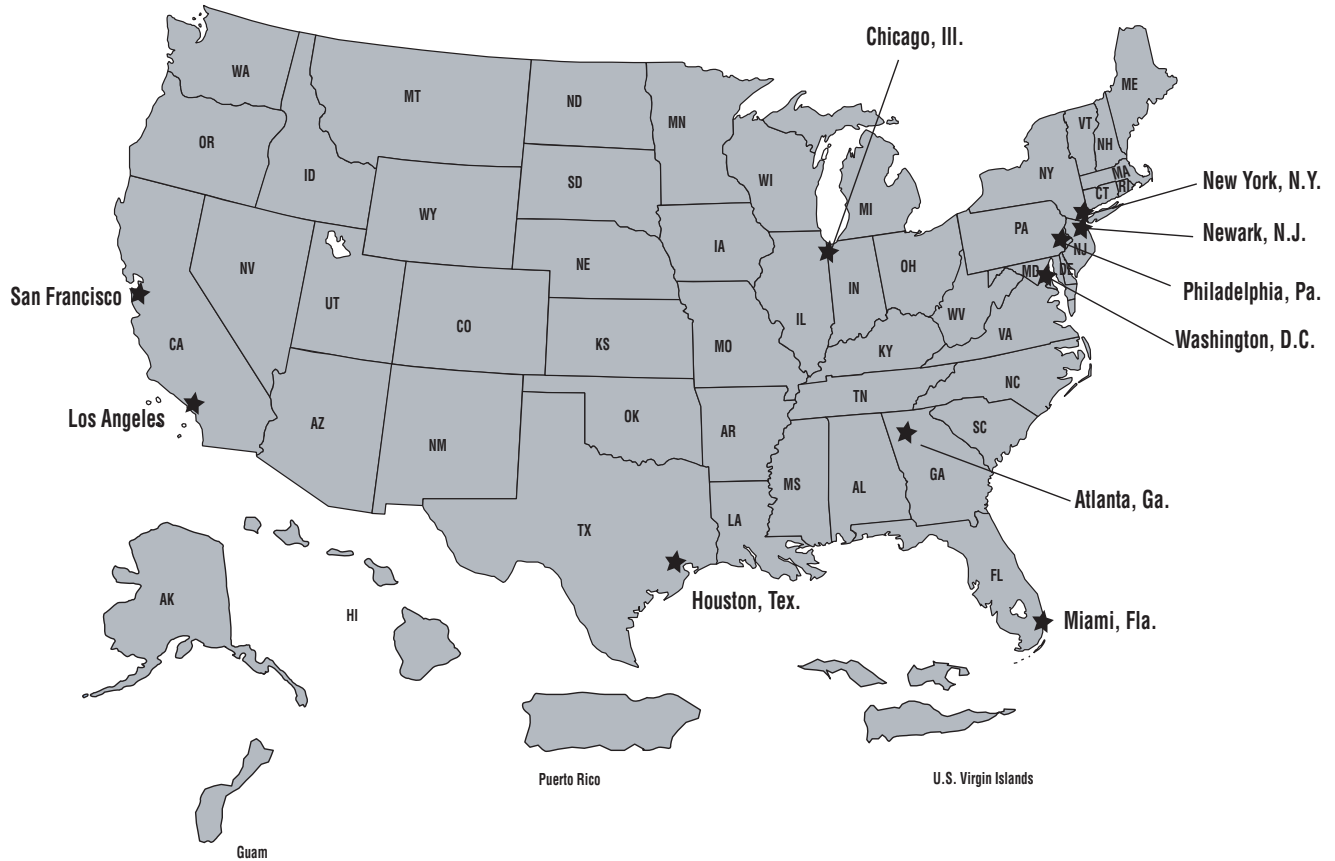 Chicago, Ill.
WA
MT
ND
MN
ME
OR
ID
SD
WI
MI
NY
VT
NH
MA
CT
RI
New York, N.Y.
WY
IA
PA
NJ
Newark, N.J.
NV
NE
OH
MD
DE
Philadelphia, Pa.
San Francisco
UT
CO
IL
IN
WV
Washington, D.C.
CA
KS
MO
KY
VA
Los Angeles
AZ
NM
OK
AR
TN
NC
SC
MS
AL
GA
Atlanta, Ga.
TX
LA
AK
HI
FL
Houston, Tex.
Miami, Fla.
Puerto Rico
U.S. Virgin Islands
Guam